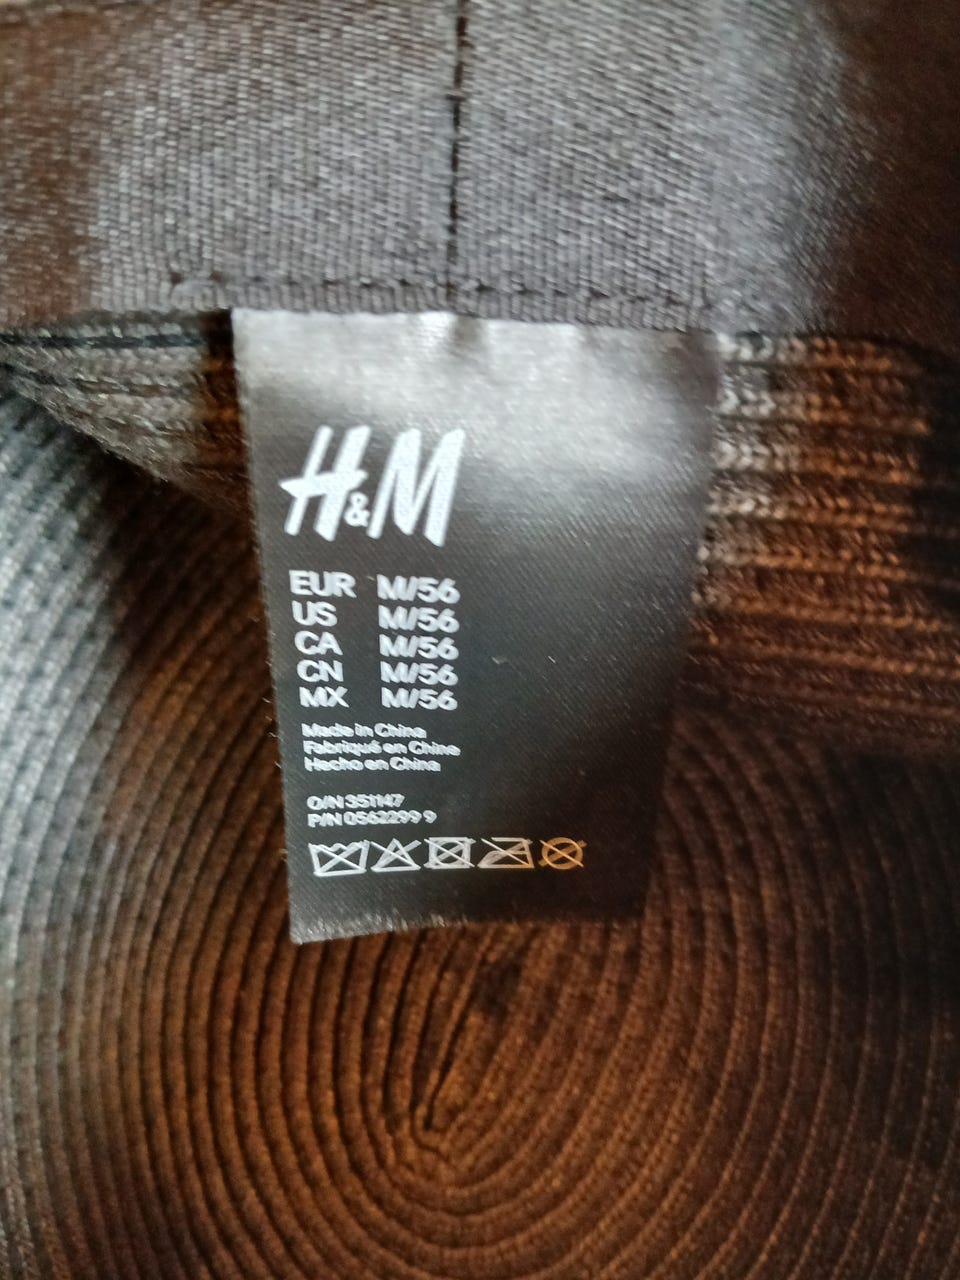 H&M
EUR M/56
US M/56
CA M/56
CN M/56
MX M/56
Made in China
Fabriqué en Chine
Hecho en China
O/N 351147
P/N 0562299 9